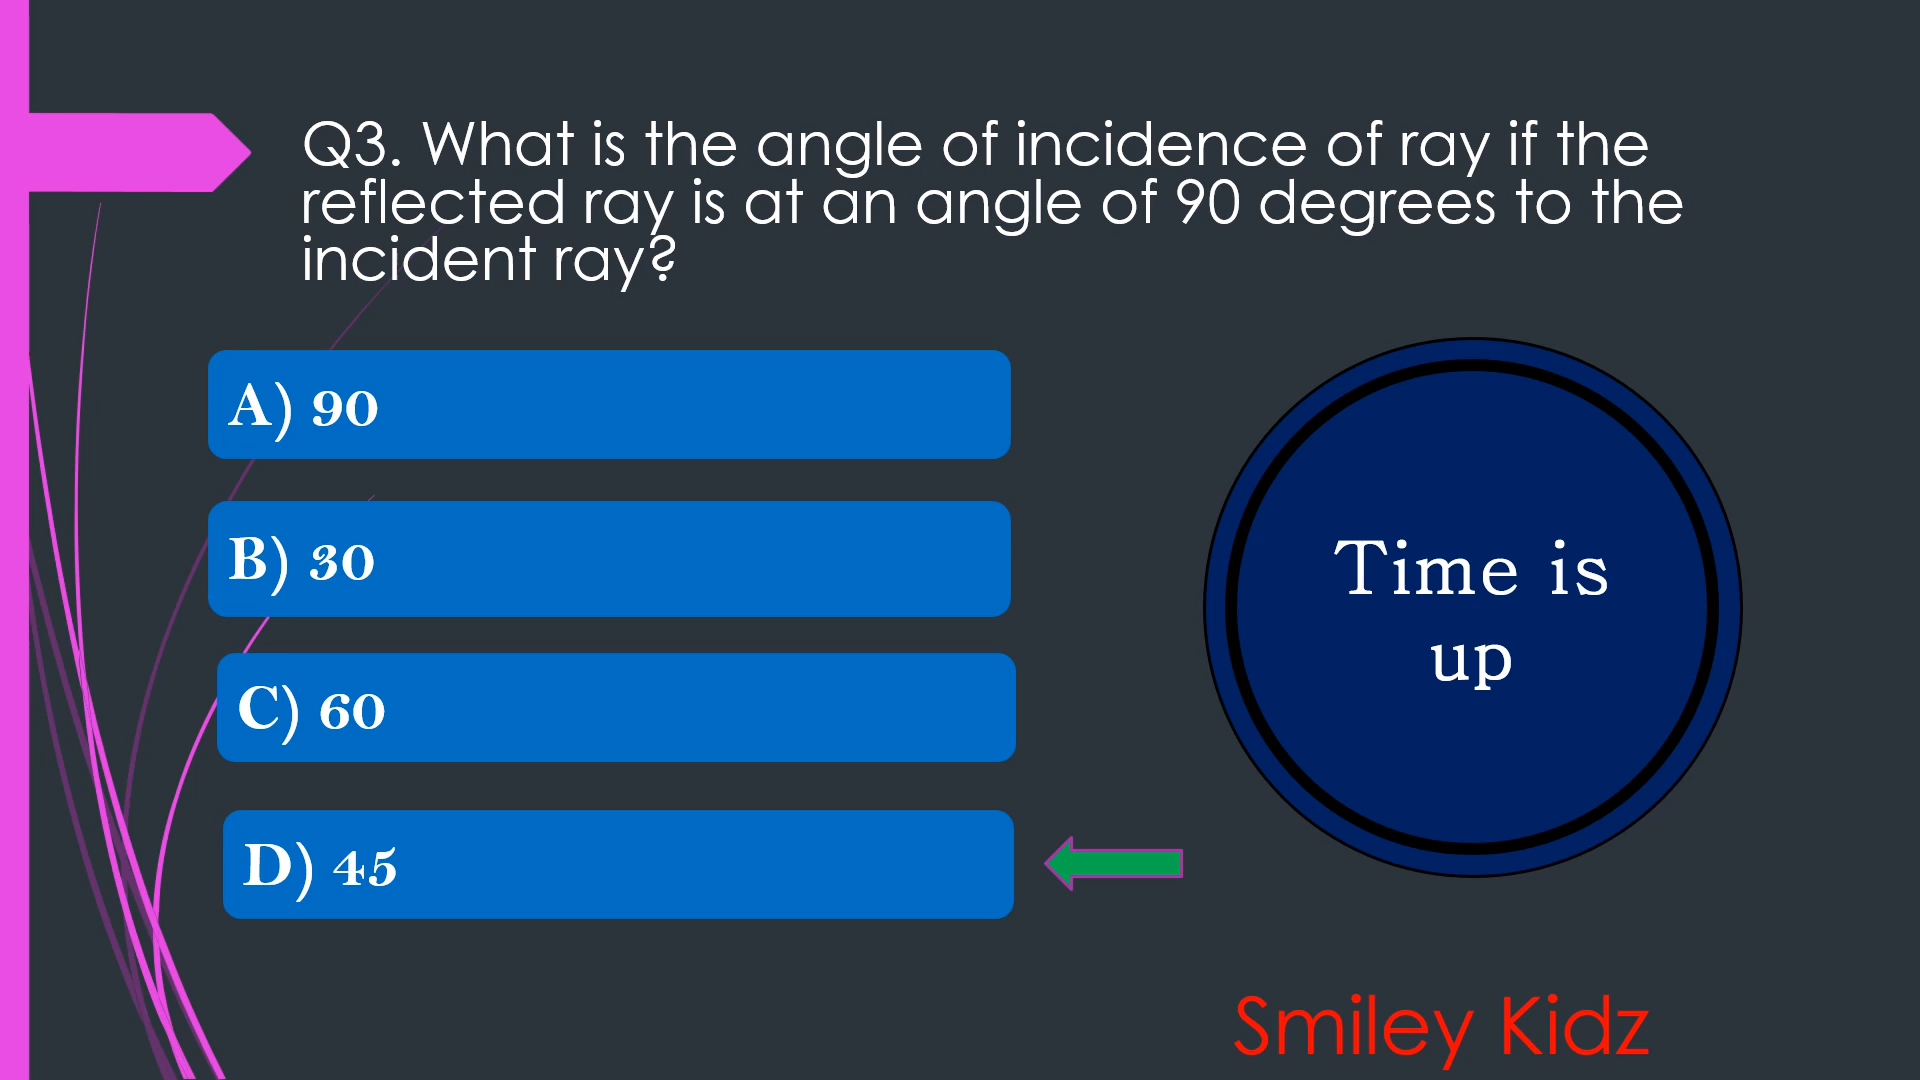 Q3. What is the angle of incidence of ray if the
reflected ray is at an angle of 90 degrees to the
incident ray?
A) 90
B) 30
C) 60
D) 45
Time is
up
Smiley Kidz